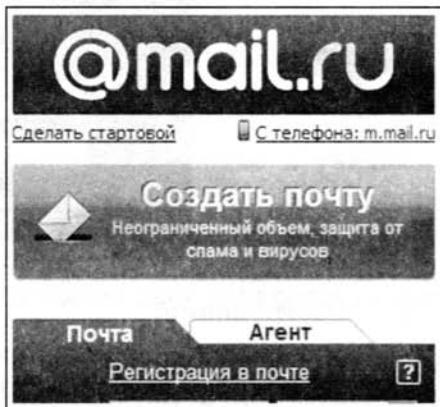 @mail.ru
Сделать стартовой
С телефона: m.mail.ru
Создать почту
Неограниченный объем, защита от
спама и вирусов
Почта
Агент
Регистрация в почте
?